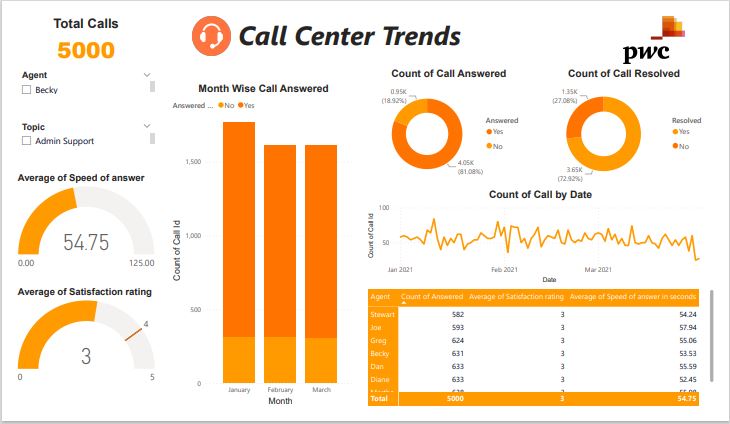 Total Calls
5000
Call Center Trends
pwc
Agent
Becky
Topic
Admin Support
Average of Speed of answer
54.75
0.00
125.00
Average of Satisfaction rating
4
3
0
5
Month Wise Call Answered
Answered ... No Yes
Count of Call Id
1,500
1,000
500
0
January February March
Month
Count of Call Answered
0.95K
(18.92%)
4.05K
(81.08%)
Answered
Yes
No
Count of Call Resolved
1.35K
(27.08%)
3.65K
(72.92%)
Resolved
Yes
No
Count of Call by Date
Count of Call Id
100
50
Jan 2021 Feb 2021 Mar 2021
Date
Agent Count of Answered Average of Satisfaction rating Average of Speed of answer in seconds
Stewart 582 3 54.24
Joe 593 3 57.94
Greg 624 3 55.06
Becky 631 3 53.53
Dan 633 3 55.59
Diane 633 3 52.45
Total 5000 3 54.75